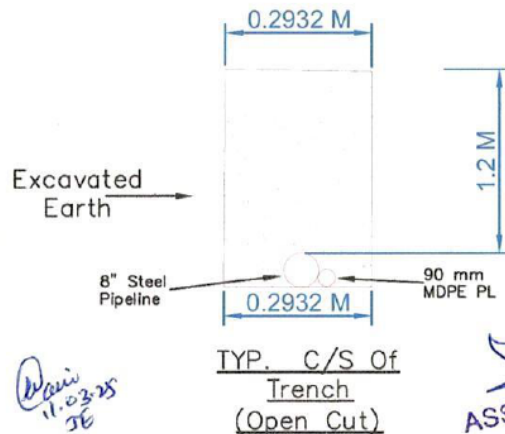 0.2932 M
1.2 M
Excavated
Earth
8" Steel
Pipeline
90 mm
MDPE PL
0.2932 M
TYP. C/S Of
Trench
(Open Cut)
11.03.25
JE
ASS